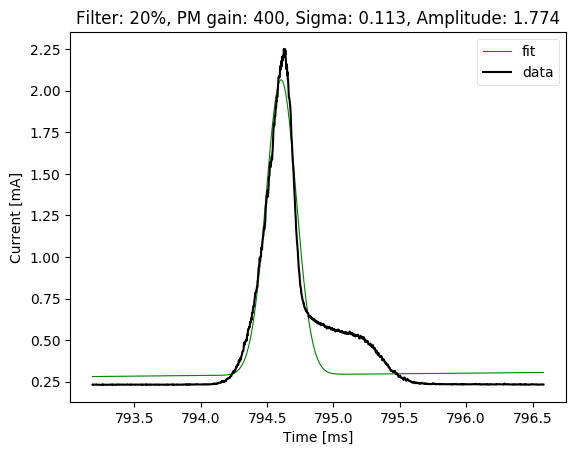 Filter: 20%, PM gain: 400, Sigma: 0.113, Amplitude: 1.774
fit
data
2.25
2.00
1.75
1.50
1.25
1.00
0.75
0.50
0.25
Current [mA]
793.5 794.0 794.5 795.0 795.5 796.0 796.5
Time [ms]